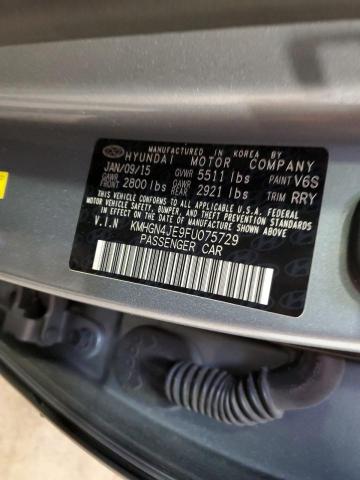 MANUFACTURED IN KOREA BY
HYUNDAI MOTOR COMPANY
JAN/09/15 GVWR 5511 lbs
GAWR FRONT 2800 lbs GAWR REAR 2921 lbs PAINT V6S
THIS VEHICLE CONFORMS TO ALL APPLICABLE U.S.A. FEDERAL
MOTOR VEHICLE SAFETY, BUMPER, AND THEFT PREVENTION
STANDARDS IN EFFECT ON THE DATE OF MANUFACTURE SHOWN ABOVE. TRIM RRY
V.I.N KMHGN4JE9FU075729
PASSENGER CAR